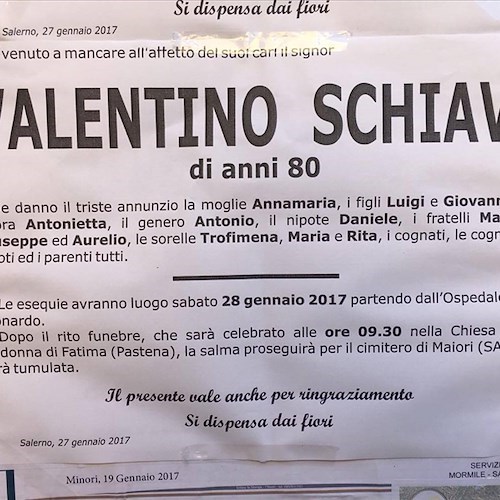 Si dispensa dai fiori
Salerno, 27 gennaio 2017
venuto a mancare all'affetto dei suoi cari il signor
VALENTINO SCHIAV
di anni 80
e danno il triste annunzio la moglie Annamaria, i figli Luigi e Giovann
ora Antonietta, il genero Antonio, il nipote Daniele, i fratelli Ma
useppe ed Aurelio, le sorelle Trofimena, Maria e Rita, i cognati, le cogn
oti ed i parenti tutti.
Le esequie avranno luogo sabato 28 gennaio 2017 partendo dall'Ospedale
onardo.
Dopo il rito funebre, che sarà celebrato alle ore 09.30 nella Chiesa
donna di Fatima (Pastena), la salma proseguirà per il cimitero di Maiori (SA
rà tumulata.
Il presente vale anche per ringraziamento
Si dispensa dai fiori
Salerno, 27 gennaio 2017
Minori, 19 Gennaio 2017
SERVIZI
MORMILE - SA